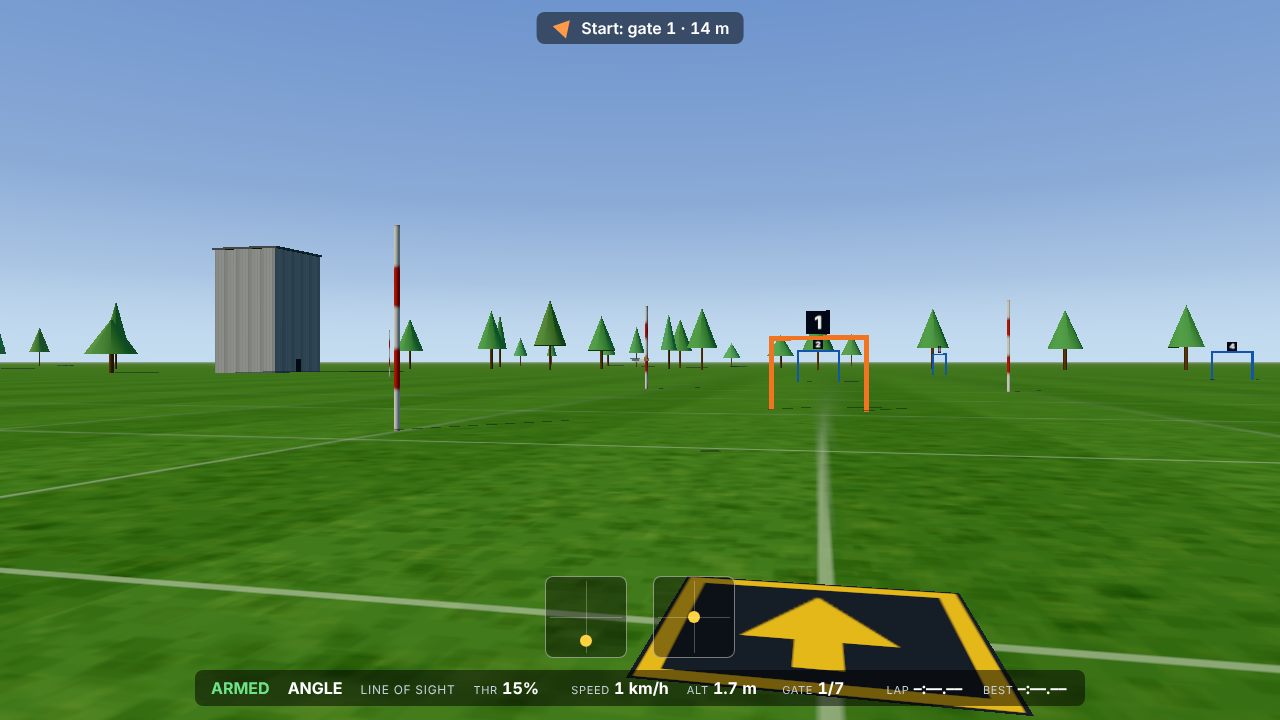 Start: gate 1 · 14 m
1
2
4
ARMED ANGLE LINE OF SIGHT THR 15% SPEED 1 km/h ALT 1.7 m GATE 1/7 LAP –:––.–– BEST –:––.––